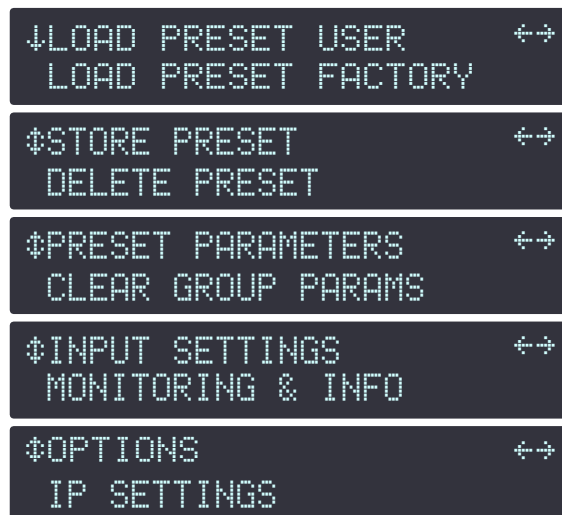 ↓LOAD PRESET USER ←→
LOAD PRESET FACTORY
↕STORE PRESET ←→
DELETE PRESET
↕PRESET PARAMETERS ←→
CLEAR GROUP PARAMS
↕INPUT SETTINGS ←→
MONITORING & INFO
↕OPTIONS ←→
IP SETTINGS